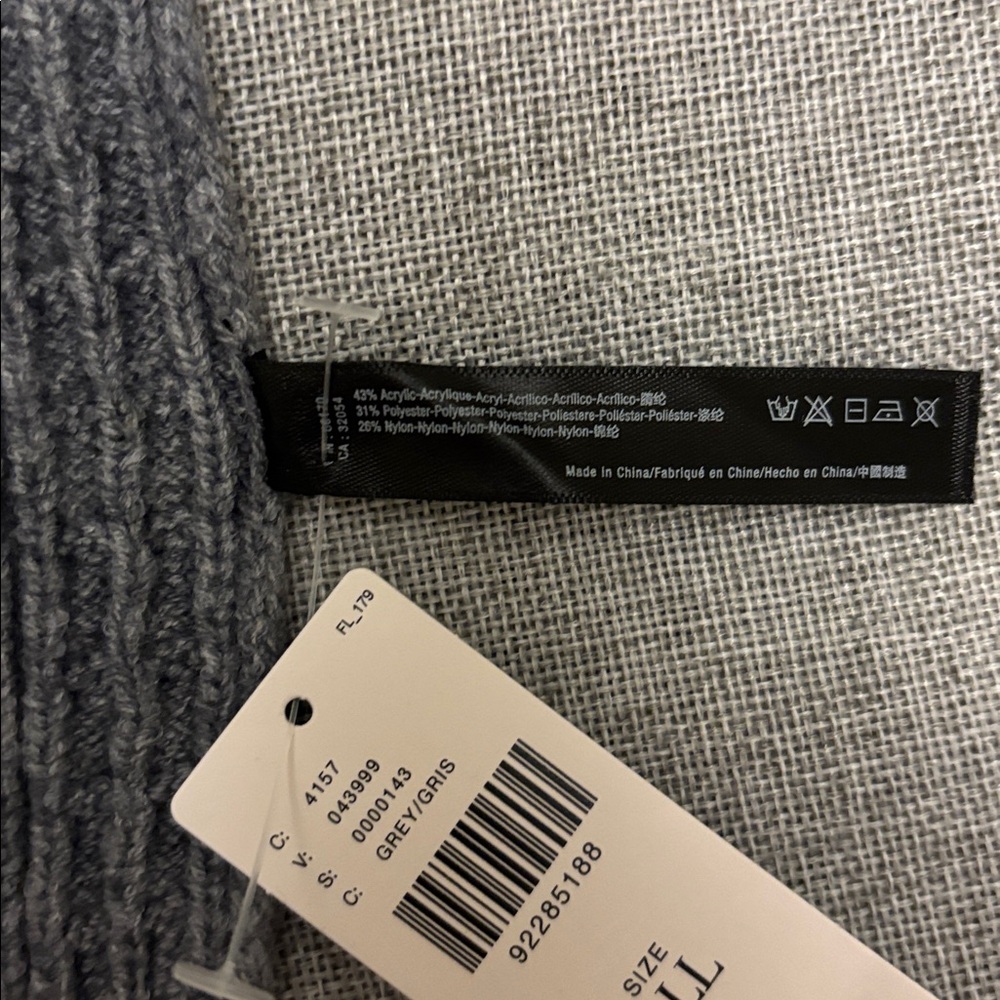 43% Acrylic-Acrylique-Acryl-Acrilico-Acrílico-Acrílico-腈纶
31% Polyester-Polyester-Polyester-Poliestere-Poliéster-Poliéster-涤纶
26% Nylon-Nylon-Nylon-Nylon-Nylon-Nylon-锦纶
CA : 32054
Made in China/Fabriqué en Chine/Hecho en China/中國制造
FL_179
C: 4157
V: 043999
S: 0000143
C: GREY/GRIS
92285188
SIZE